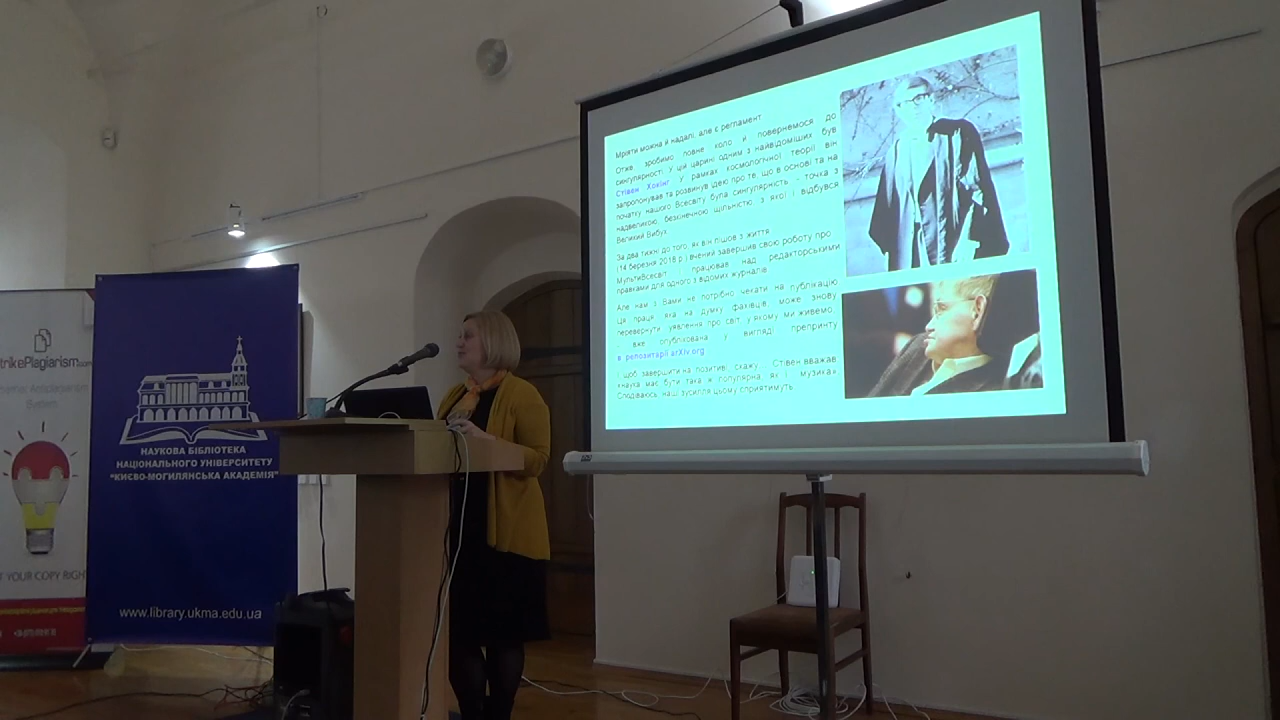 trikePlagiarism.com
System
T YOUR COPY RIGH
НАУКОВА БІБЛІОТЕКА
НАЦІОНАЛЬНОГО УНІВЕРСИТЕТУ
"КИЄВО-МОГИЛЯНСЬКА АКАДЕМІЯ"
www.library.ukma.edu.ua
Мріяти можна й надалі, але є регламент
Отже зробимо повне коло й повернемося до
сингулярності. У цій царині одним з найвідоміших був
Стівен Хокінг. У рамках космологічної теорії він
запропонував та розвинув ідею про те, що в основі та на
початку нашого Всесвіту була сингулярність - точка з
надвеликою безкінечною щільністю з якої і відбувся
Великий Вибух
За два тижні до того, як він пішов з життя
(14 березня 2018 р.) вчений завершив свою роботу про
МультиВсесвіт і працював над редакторськими
правками для одного з відомих журналів.
Але нам з Вами не потрібно чекати на публікацію
Ця праця, яка на думку фахівців, може знову
перевернути уявлення про світ, у якому ми живемо,
- вже опублікована у вигляді препринту
в репозитарії arXiv.org
І щоб завершити на позитиві, скажу... Стівен вважав,
«наука має бути така ж популярна, як і музика».
Сподіваюсь, наші зусилля цьому сприятимуть